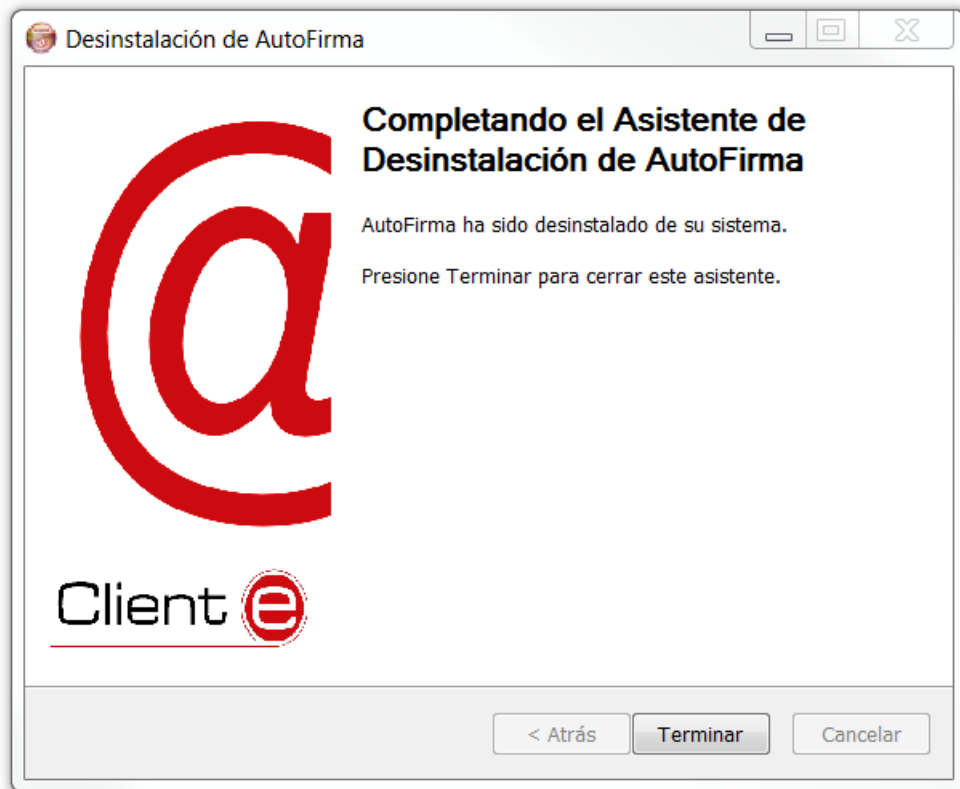 Desinstalación de AutoFirma
Completando el Asistente de
Desinstalación de AutoFirma
AutoFirma ha sido desinstalado de su sistema.
Presione Terminar para cerrar este asistente.
@
Client e
< Atrás
Terminar
Cancelar